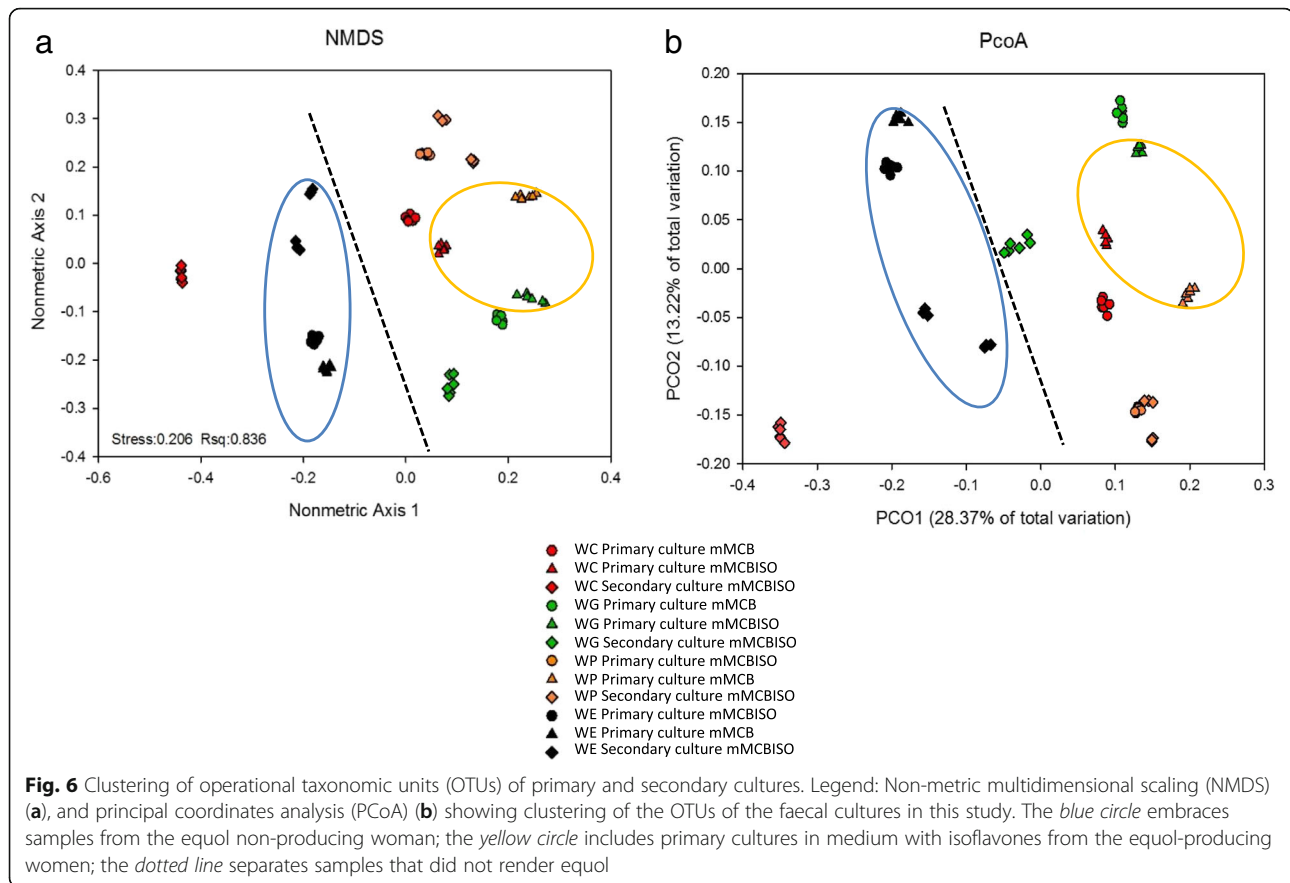 a
NMDS
0.4
0.3
0.2
0.1
0.0
-0.1
-0.2
-0.3
-0.4
Nonmetric Axis 2
Stress:0.206 Rsq:0.836
-0.6 -0.4 -0.2 0.0 0.2 0.4
Nonmetric Axis 1
b
PcoA
0.20
0.15
0.10
0.05
0.00
-0.05
-0.10
-0.15
-0.20
PCO2 (13.22% of total variation)
-0.4 -0.3 -0.2 -0.1 0.0 0.1 0.2 0.3
PCO1 (28.37% of total variation)
WC Primary culture mMCB
WC Primary culture mMCBISO
WC Secondary culture mMCBISO
WG Primary culture mMCB
WG Primary culture mMCBISO
WG Secondary culture mMCBISO
WP Primary culture mMCBISO
WP Primary culture mMCB
WP Secondary culture mMCBISO
WE Primary culture mMCBISO
WE Primary culture mMCB
WE Secondary culture mMCBISO
Fig. 6 Clustering of operational taxonomic units (OTUs) of primary and secondary cultures. Legend: Non-metric multidimensional scaling (NMDS)
(a), and principal coordinates analysis (PCoA) (b) showing clustering of the OTUs of the faecal cultures in this study. The blue circle embraces
samples from the equol non-producing woman; the yellow circle includes primary cultures in medium with isoflavones from the equol-producing
women; the dotted line separates samples that did not render equol